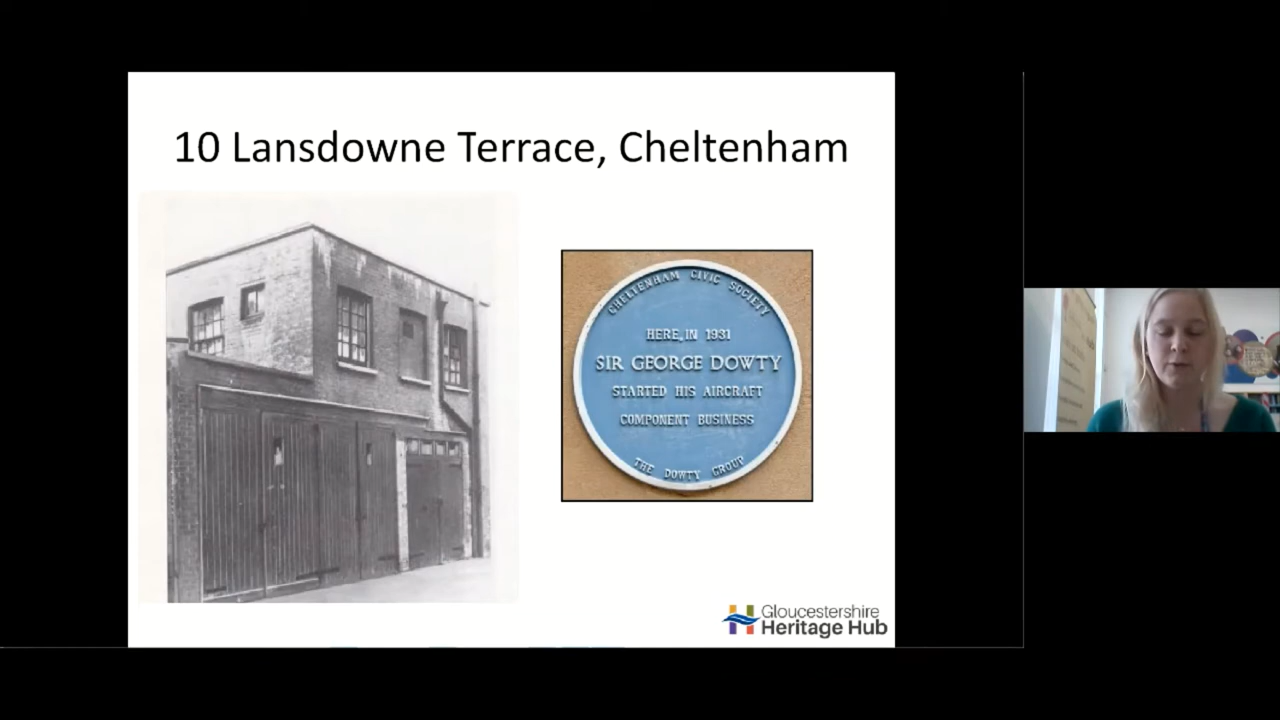 10 Lansdowne Terrace, Cheltenham
CHELTENHAM CIVIC SOCIETY
HERE, IN 1931
SIR GEORGE DOWTY
STARTED HIS AIRCRAFT
COMPONENT BUSINESS
THE DOWTY GROUP
Gloucestershire
Heritage Hub